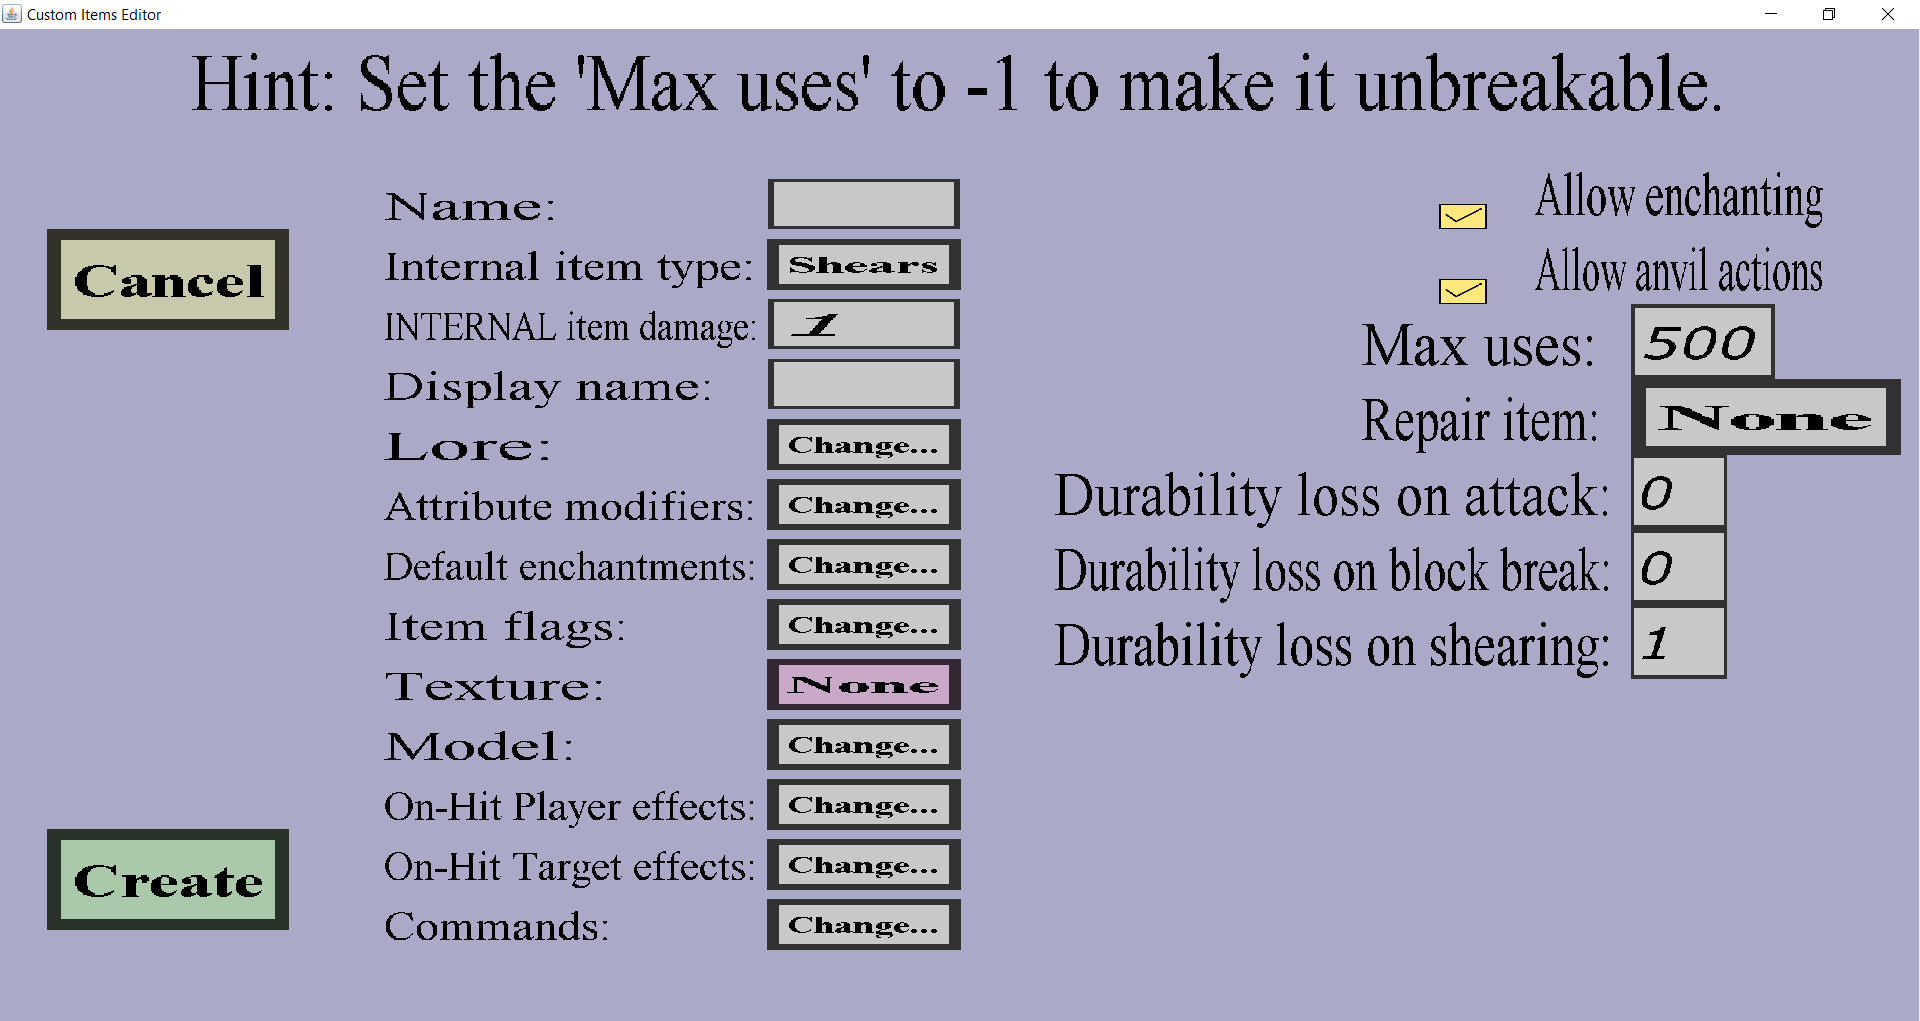 Custom Items Editor
Hint: Set the 'Max uses' to -1 to make it unbreakable.
Cancel
Create
Name:
Internal item type: Shears
INTERNAL item damage: 1
Display name:
Lore: Change...
Attribute modifiers: Change...
Default enchantments: Change...
Item flags: Change...
Texture: None
Model: Change...
On-Hit Player effects: Change...
On-Hit Target effects: Change...
Commands: Change...
Allow enchanting
Allow anvil actions
Max uses: 500
Repair item: None
Durability loss on attack: 0
Durability loss on block break: 0
Durability loss on shearing: 1